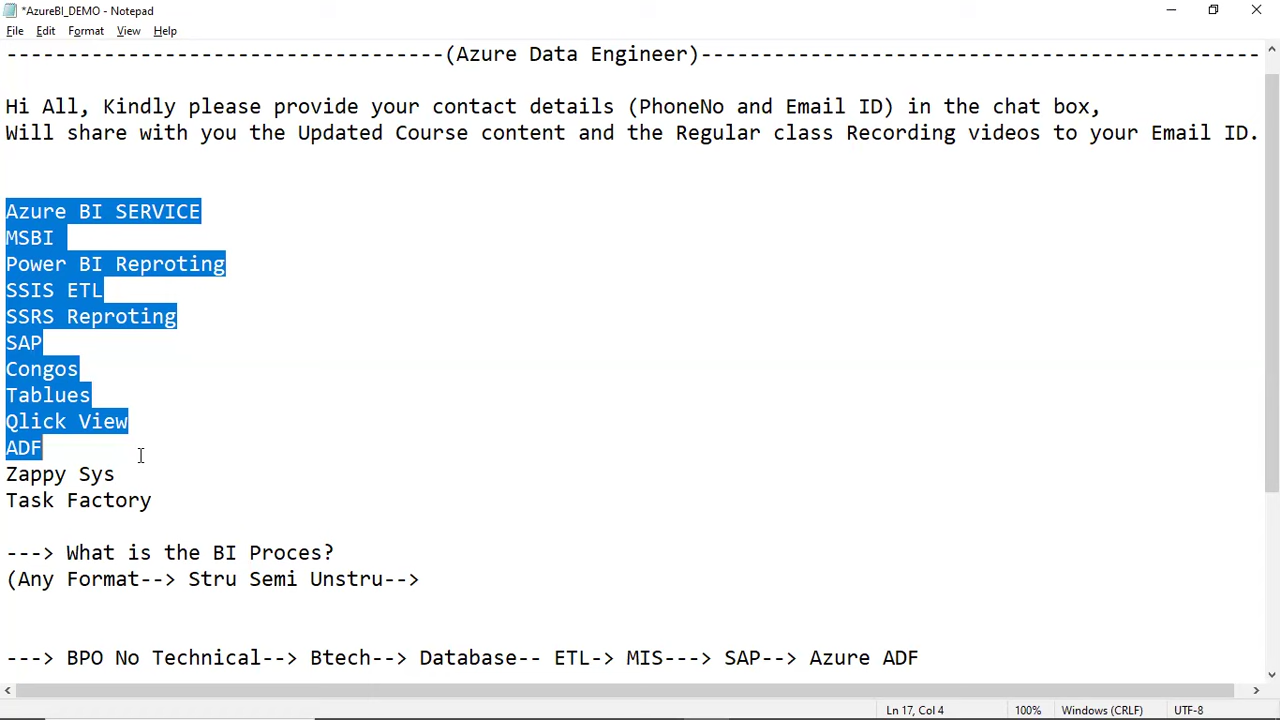 *AzureBI_DEMO - Notepad
File Edit Format View Help
------------------------------------(Azure Data Engineer)----------------------------------------------
Hi All, Kindly please provide your contact details (PhoneNo and Email ID) in the chat box,
Will share with you the Updated Course content and the Regular class Recording videos to your Email ID.
Azure BI SERVICE
MSBI
Power BI Reproting
SSIS ETL
SSRS Reproting
SAP
Congos
Tablues
Qlick View
ADF
Zappy Sys
Task Factory
---> What is the BI Proces?
(Any Format--> Stru Semi Unstru-->
---> BPO No Technical--> Btech--> Database-- ETL-> MIS---> SAP--> Azure ADF
Ln 17, Col 4 100% Windows (CRLF) UTF-8